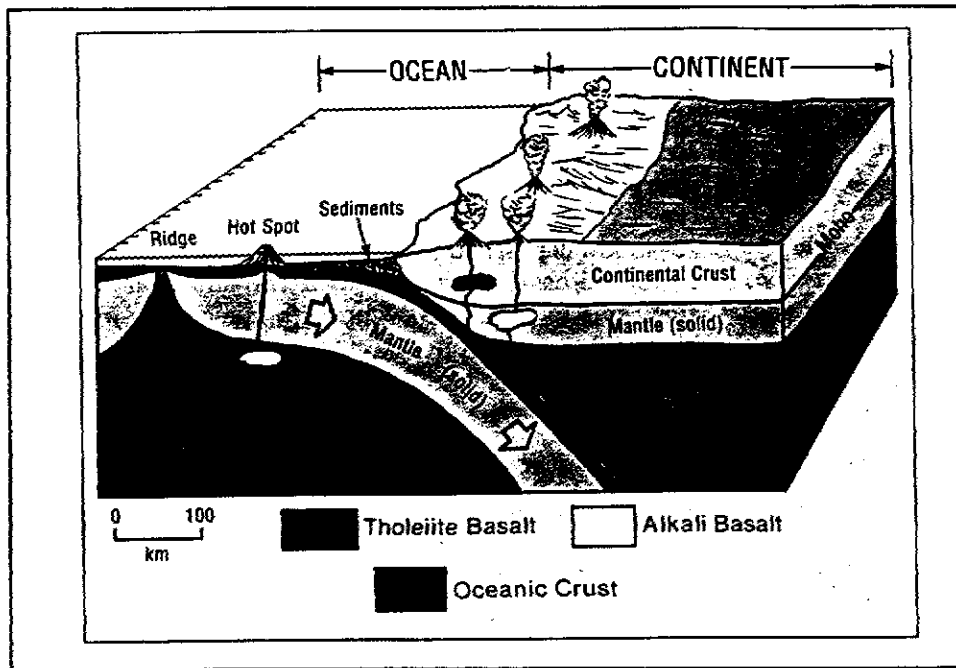 OCEAN
CONTINENT
Ridge
Hot Spot
Sediments
Moho
Continental Crust
Mantle (solid)
Mantle (solid)
0 100
km
Tholeiite Basalt
Alkali Basalt
Oceanic Crust